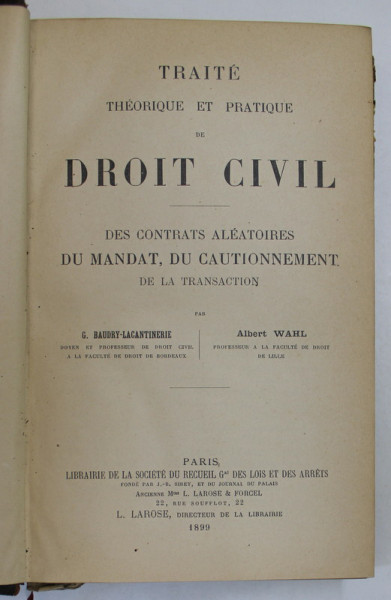 TRAITÉ
THÉORIQUE ET PRATIQUE
DE
DROIT CIVIL
DES CONTRATS ALÉATOIRES
DU MANDAT, DU CAUTIONNEMENT
DE LA TRANSACTION
PAR
G. BAUDRY-LACANTINERIE
DOYEN ET PROFESSEUR DE DROIT CIVIL
A LA FACULTÉ DE DROIT DE BORDEAUX
Albert WAHL
PROFESSEUR A LA FACULTÉ DE DROIT
DE LILLE
PARIS
LIBRAIRIE DE LA SOCIÉTÉ DU RECUEIL Gal DES LOIS ET DES ARRÊTS
FONDÉ PAR J.-B. SIREY, ET DU JOURNAL DU PALAIS
Ancienne Mon L. LAROSE & FORCEL
22, RUE SOUFFLOT, 22
L. LAROSE, DIRECTEUR DE LA LIBRAIRIE
1899